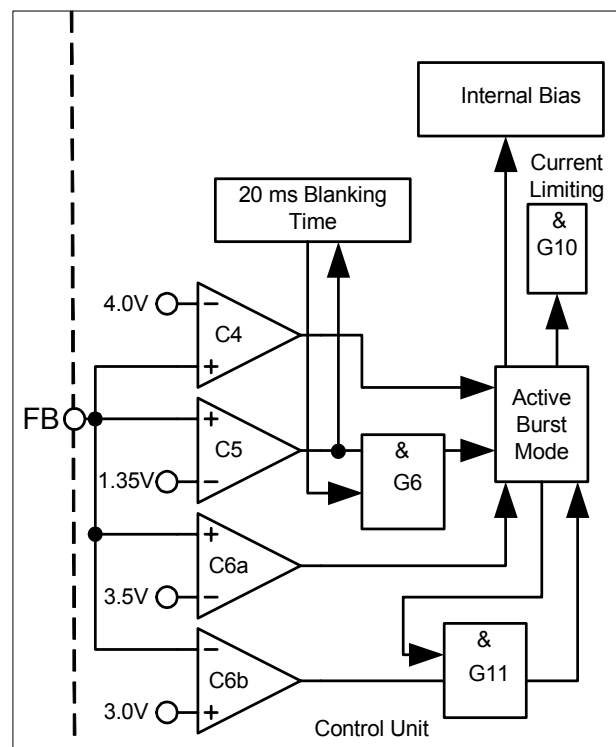 Internal Bias
Current
Limiting
20 ms Blanking
Time
&
G10
4.0V
−
C4
+
FB
+
C5
−
1.35V
&
G6
Active
Burst
Mode
+
C6a
−
3.5V
−
C6b
+
3.0V
&
G11
Control Unit